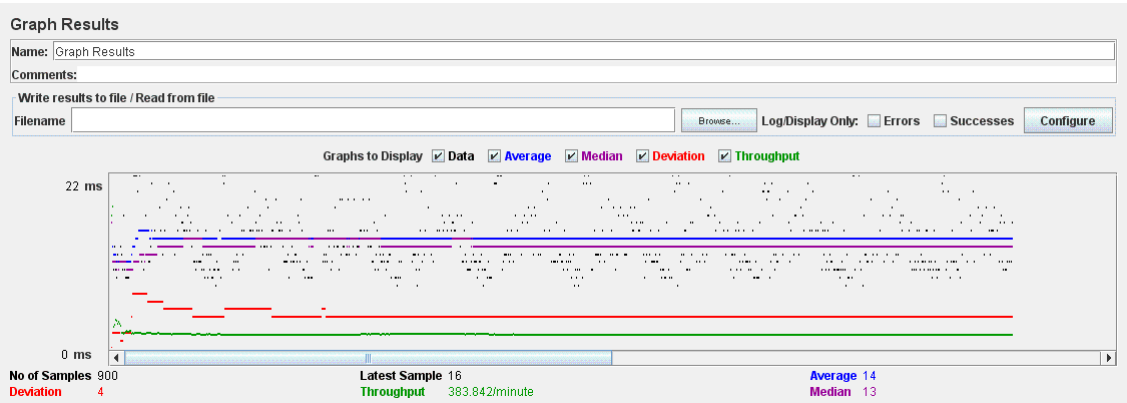 Graph Results
Name: Graph Results
Comments:
Write results to file / Read from file
Filename Browse... Log/Display Only: Errors Successes Configure
Graphs to Display Data Average Median Deviation Throughput
22 ms
0 ms
No of Samples 900 Latest Sample 16 Average 14
Deviation 4 Throughput 383.842/minute Median 13